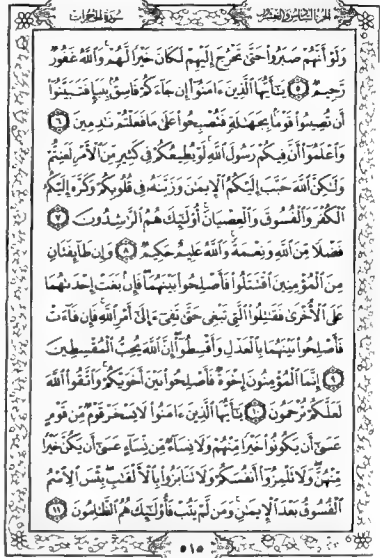 الجزء السادس والعشرون
سورة الحجرات
وَلَوْ أَنَّهُمْ صَبَرُوا۟ حَتَّىٰ تَخْرُجَ إِلَيْهِمْ لَكَانَ خَيْرًا لَّهُمْ ۚ وَٱللَّهُ غَفُورٌ
رَّحِيمٌ ٥ يَـٰٓأَيُّهَا ٱلَّذِينَ ءَامَنُوٓا۟ إِن جَآءَكُمْ فَاسِقٌۢ بِنَبَإٍ فَتَبَيَّنُوٓا۟
أَن تُصِيبُوا۟ قَوْمًۢا بِجَهَـٰلَةٍ فَتُصْبِحُوا۟ عَلَىٰ مَا فَعَلْتُمْ نَـٰدِمِينَ ٦
وَٱعْلَمُوٓا۟ أَنَّ فِيكُمْ رَسُولَ ٱللَّهِ ۚ لَوْ يُطِيعُكُمْ فِى كَثِيرٍ مِّنَ ٱلْأَمْرِ لَعَنِتُّمْ
وَلَـٰكِنَّ ٱللَّهَ حَبَّبَ إِلَيْكُمُ ٱلْإِيمَـٰنَ وَزَيَّنَهُۥ فِى قُلُوبِكُمْ وَكَرَّهَ إِلَيْكُمُ
ٱلْكُفْرَ وَٱلْفُسُوقَ وَٱلْعِصْيَانَ ۚ أُو۟لَـٰٓئِكَ هُمُ ٱلرَّٰشِدُونَ ٧
فَضْلًا مِّنَ ٱللَّهِ وَنِعْمَةً ۚ وَٱللَّهُ عَلِيمٌ حَكِيمٌ ٨ وَإِن طَآئِفَتَانِ
مِنَ ٱلْمُؤْمِنِينَ ٱقْتَتَلُوا۟ فَأَصْلِحُوا۟ بَيْنَهُمَا ۖ فَإِنۢ بَغَتْ إِحْدَىٰهُمَا
عَلَى ٱلْأُخْرَىٰ فَقَـٰتِلُوا۟ ٱلَّتِى تَبْغِى حَتَّىٰ تَفِىٓءَ إِلَىٰٓ أَمْرِ ٱللَّهِ ۚ فَإِن فَآءَتْ
فَأَصْلِحُوا۟ بَيْنَهُمَا بِٱلْعَدْلِ وَأَقْسِطُوٓا۟ ۖ إِنَّ ٱللَّهَ يُحِبُّ ٱلْمُقْسِطِينَ
٩ إِنَّمَا ٱلْمُؤْمِنُونَ إِخْوَةٌ فَأَصْلِحُوا۟ بَيْنَ أَخَوَيْكُمْ ۚ وَٱتَّقُوا۟ ٱللَّهَ
لَعَلَّكُمْ تُرْحَمُونَ ١٠ يَـٰٓأَيُّهَا ٱلَّذِينَ ءَامَنُوا۟ لَا يَسْخَرْ قَوْمٌ مِّن قَوْمٍ
عَسَىٰٓ أَن يَكُونُوا۟ خَيْرًا مِّنْهُمْ وَلَا نِسَآءٌ مِّن نِّسَآءٍ عَسَىٰٓ أَن يَكُنَّ خَيْرًا
مِّنْهُنَّ ۖ وَلَا تَلْمِزُوٓا۟ أَنفُسَكُمْ وَلَا تَنَابَزُوا۟ بِٱلْأَلْقَـٰبِ ۖ بِئْسَ ٱلِٱسْمُ
ٱلْفُسُوقُ بَعْدَ ٱلْإِيمَـٰنِ ۚ وَمَن لَّمْ يَتُبْ فَأُو۟لَـٰٓئِكَ هُمُ ٱلظَّـٰلِمُونَ ١١
٥١٥